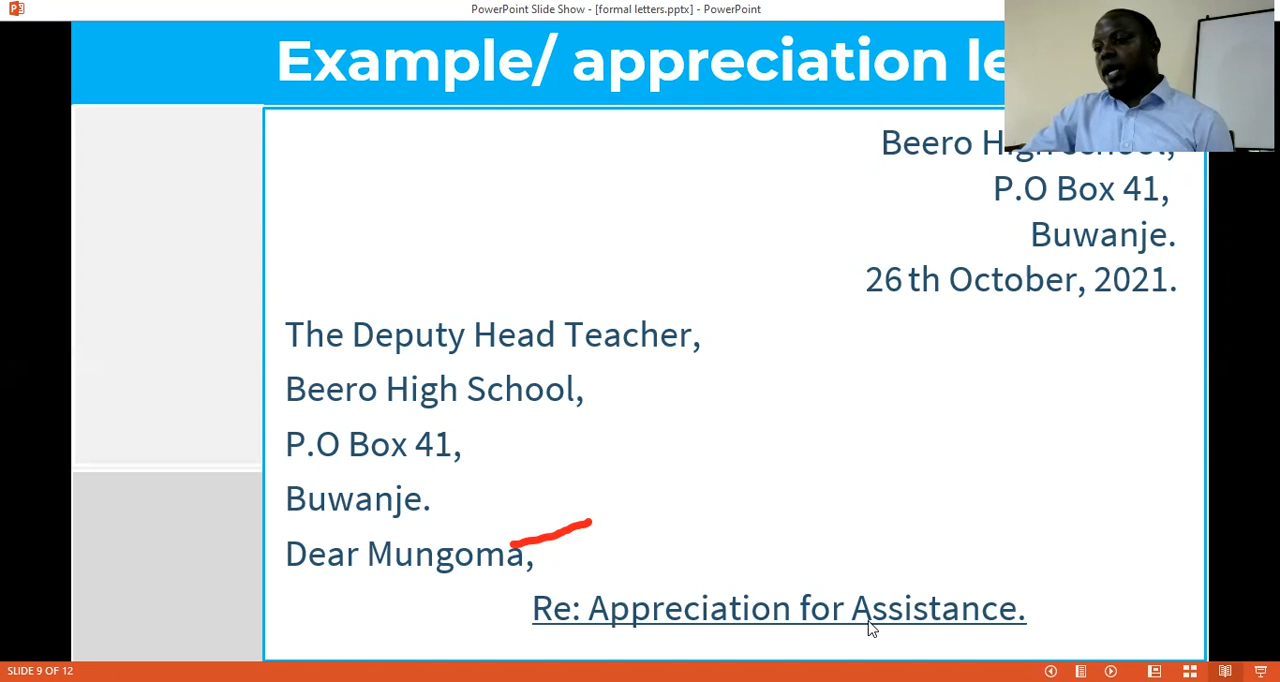 PowerPoint Slide Show - [formal letters.pptx] - PowerPoint
Example/ appreciation
Beero High School,
P.O Box 41,
Buwanje.
26 th October, 2021.
The Deputy Head Teacher,
Beero High School,
P.O Box 41,
Buwanje.
Dear Mungoma,
Re: Appreciation for Assistance.
SLIDE 9 OF 12